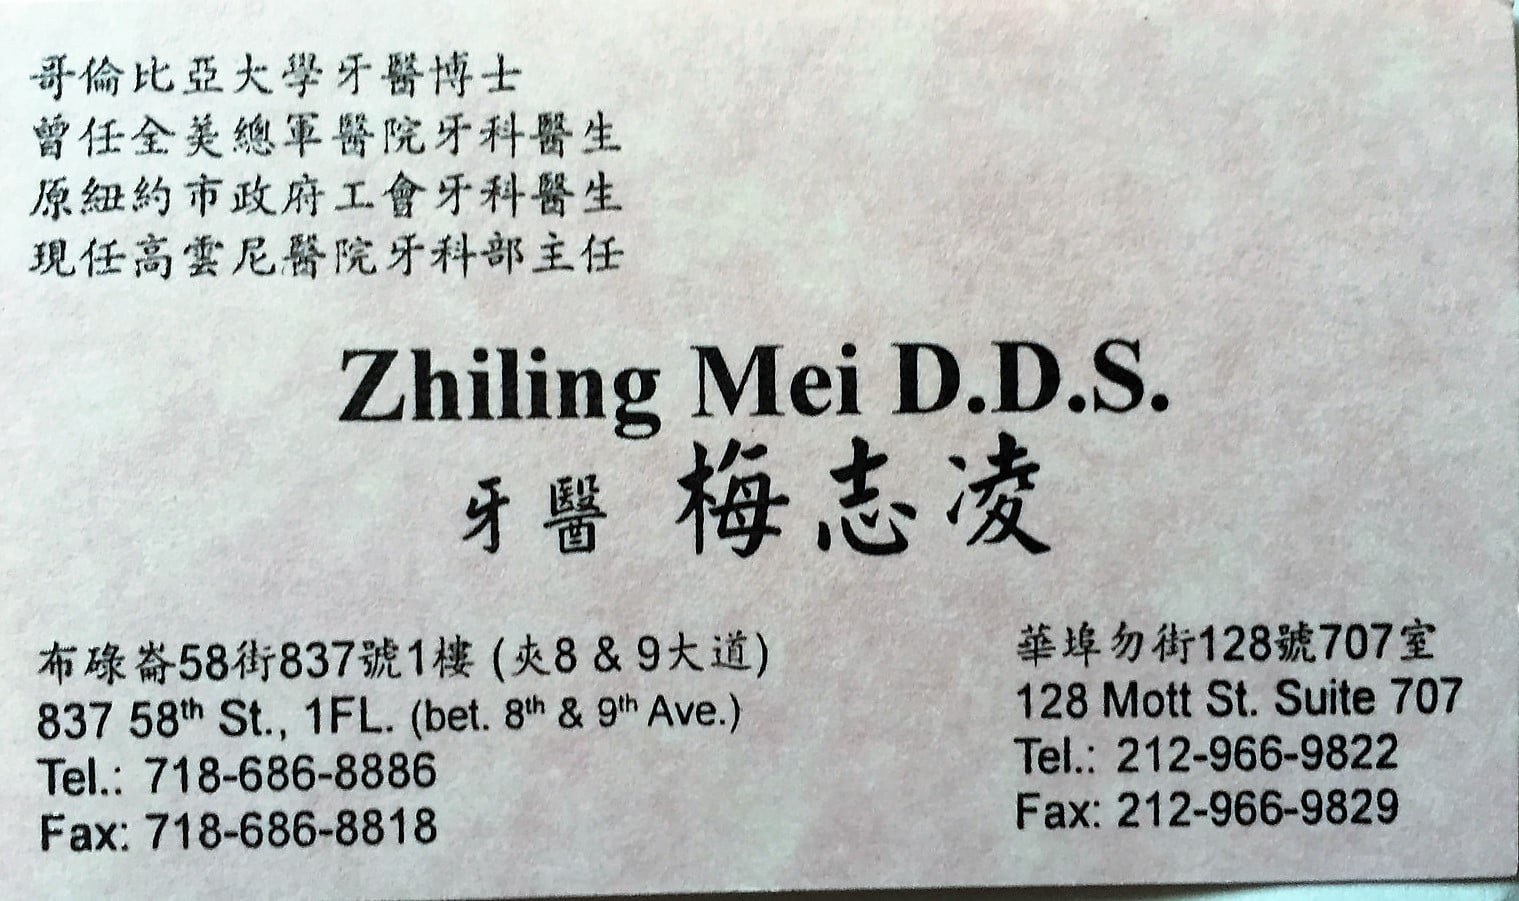 哥倫比亞大學牙醫博士
曾任全美總軍醫院牙科醫生
原紐約市政府工會牙科醫生
現任高雲尼醫院牙科部主任
Zhiling Mei D.D.S.
牙醫 梅志凌
布碌崙58街837號1樓 (夾8 & 9大道)
837 58th St., 1FL. (bet. 8th & 9th Ave.)
Tel.: 718-686-8886
Fax: 718-686-8818
華埠勿街128號707室
128 Mott St. Suite 707
Tel.: 212-966-9822
Fax: 212-966-9829